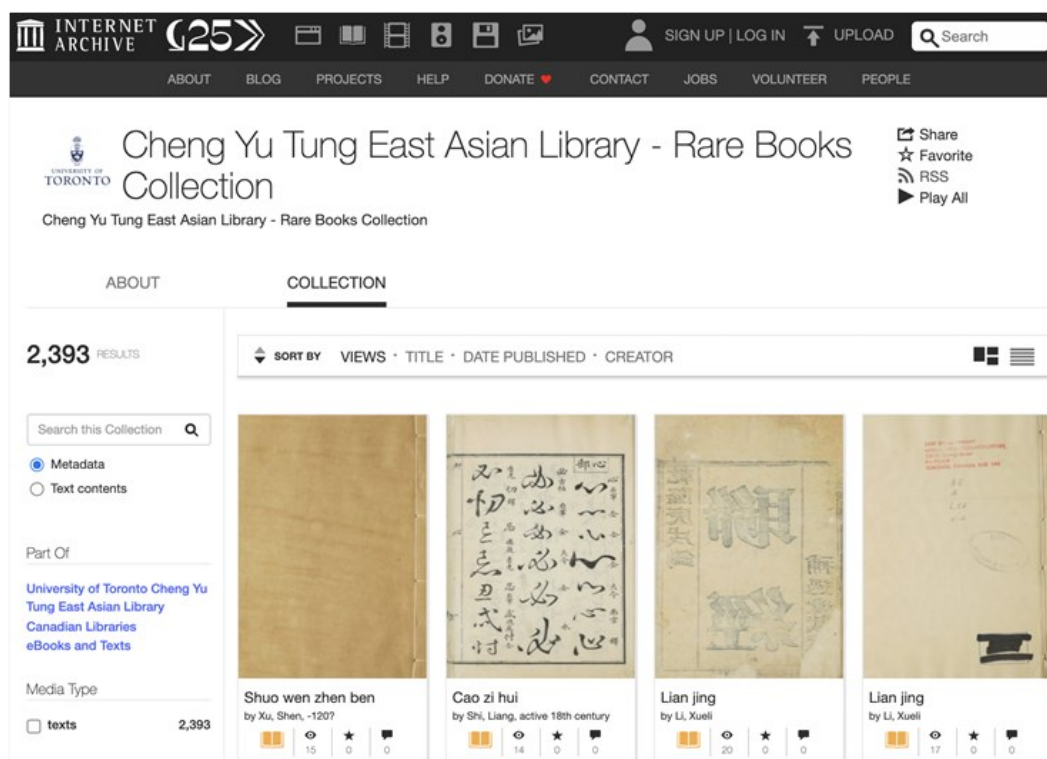 INTERNET ARCHIVE
25
SIGN UP | LOG IN
UPLOAD
Search
ABOUT
BLOG
PROJECTS
HELP
DONATE
CONTACT
JOBS
VOLUNTEER
PEOPLE
UNIVERSITY OF TORONTO
Cheng Yu Tung East Asian Library - Rare Books
Collection
Cheng Yu Tung East Asian Library - Rare Books Collection
Share
Favorite
RSS
Play All
ABOUT
COLLECTION
2,393 RESULTS
SORT BY VIEWS · TITLE · DATE PUBLISHED · CREATOR
Search this Collection
Metadata
Text contents
Part Of
University of Toronto Cheng Yu
Tung East Asian Library
Canadian Libraries
eBooks and Texts
Media Type
texts 2,393
心部
Shuo wen zhen ben
by Xu, Shen, -120?
15 0 0
Cao zi hui
by Shi, Liang, active 18th century
14 0 0
Lian jing
by Li, Xueli
20 0 0
Lian jing
by Li, Xueli
17 0 0